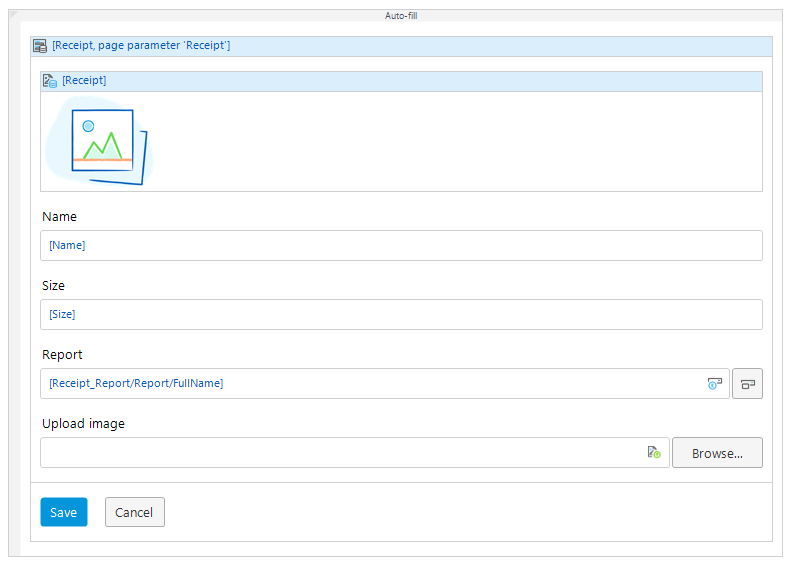 Auto-fill
[Receipt, page parameter 'Receipt']
[Receipt]
Name
[Name]
Size
[Size]
Report
[Receipt_Report/Report/FullName]
Upload image
Browse...
Save Cancel